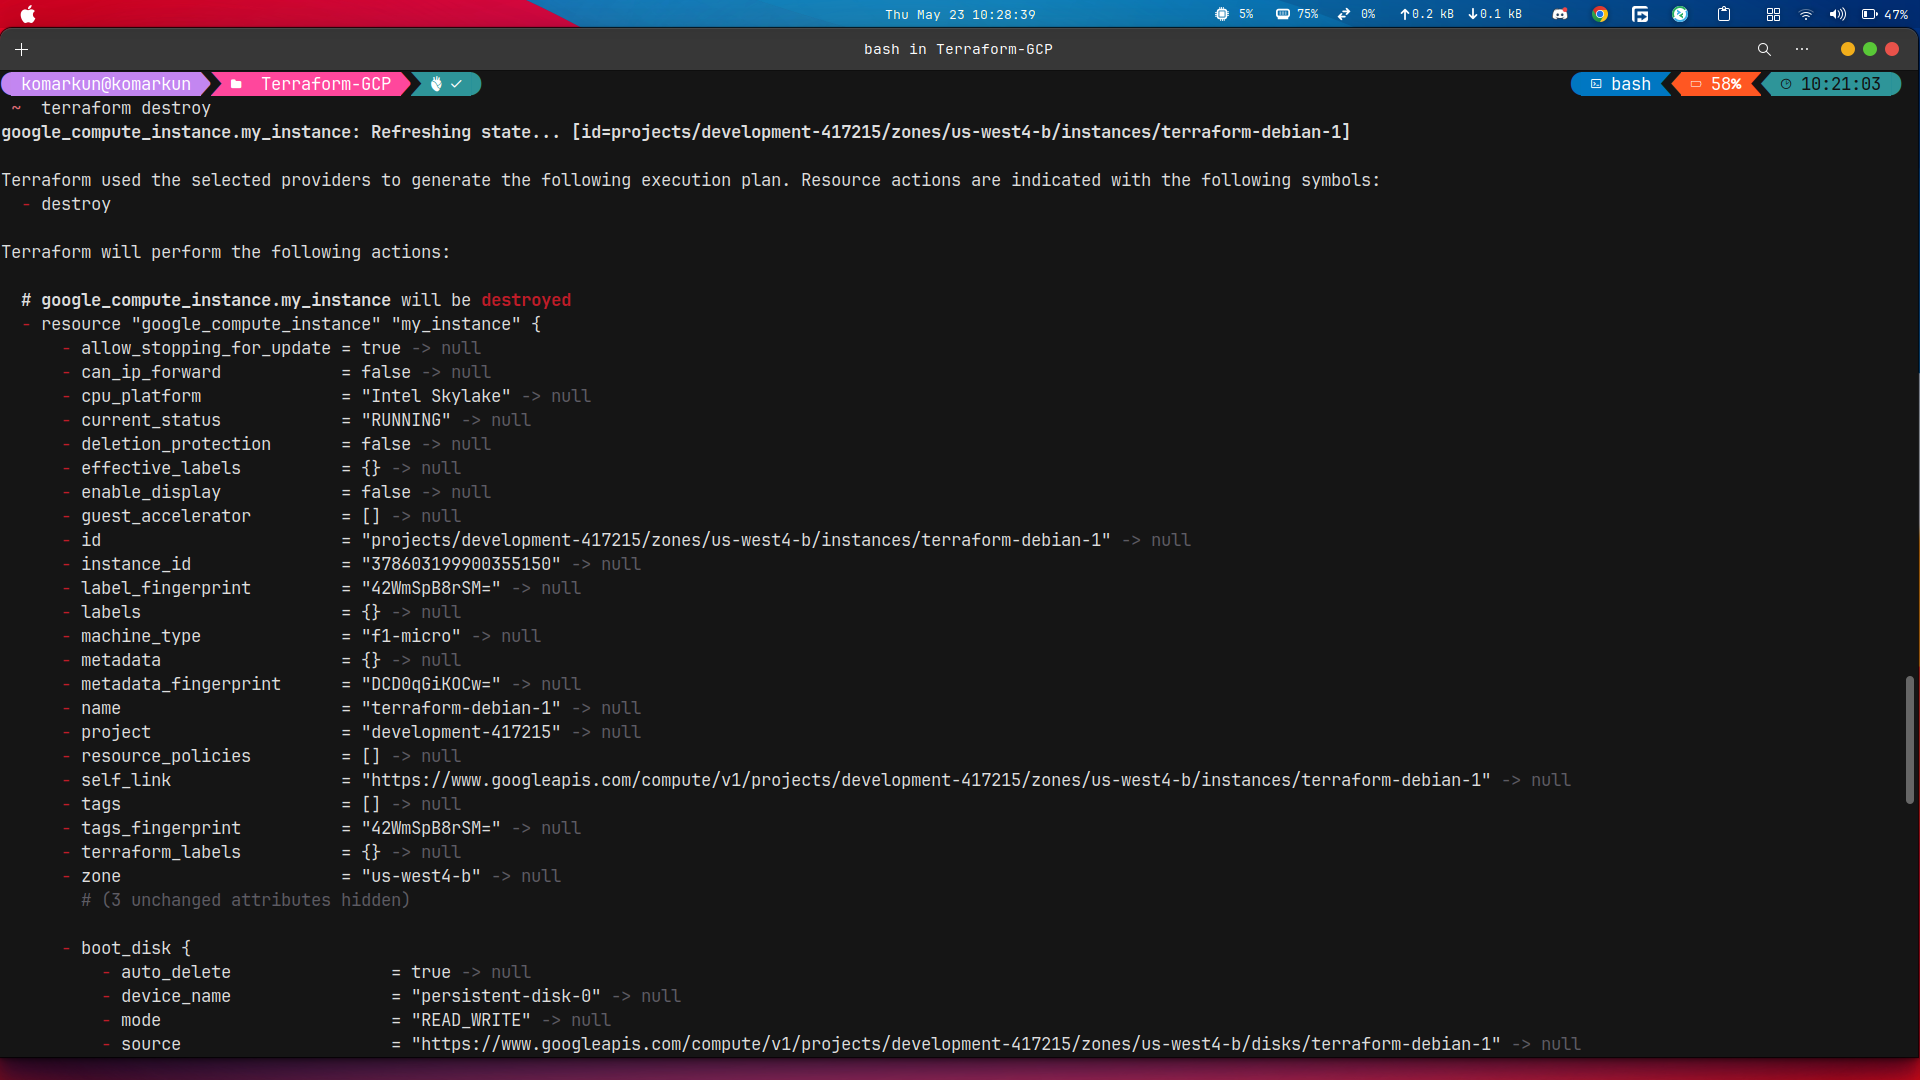 Thu May 23 10:28:39
5% 75% 0% 0.2 kB 0.1 kB 47%
bash in Terraform-GCP
komarkun@komarkun Terraform-GCP bash 58% 10:21:03
~ terraform destroy
google_compute_instance.my_instance: Refreshing state... [id=projects/development-417215/zones/us-west4-b/instances/terraform-debian-1]
Terraform used the selected providers to generate the following execution plan. Resource actions are indicated with the following symbols:
- destroy
Terraform will perform the following actions:
# google_compute_instance.my_instance will be destroyed
- resource "google_compute_instance" "my_instance" {
- allow_stopping_for_update = true -> null
- can_ip_forward = false -> null
- cpu_platform = "Intel Skylake" -> null
- current_status = "RUNNING" -> null
- deletion_protection = false -> null
- effective_labels = {} -> null
- enable_display = false -> null
- guest_accelerator = [] -> null
- id = "projects/development-417215/zones/us-west4-b/instances/terraform-debian-1" -> null
- instance_id = "378603199900355150" -> null
- label_fingerprint = "42WmSpB8rSM=" -> null
- labels = {} -> null
- machine_type = "f1-micro" -> null
- metadata = {} -> null
- metadata_fingerprint = "DCD0qGiKOCw=" -> null
- name = "terraform-debian-1" -> null
- project = "development-417215" -> null
- resource_policies = [] -> null
- self_link = "https://www.googleapis.com/compute/v1/projects/development-417215/zones/us-west4-b/instances/terraform-debian-1" -> null
- tags = [] -> null
- tags_fingerprint = "42WmSpB8rSM=" -> null
- terraform_labels = {} -> null
- zone = "us-west4-b" -> null
# (3 unchanged attributes hidden)
- boot_disk {
- auto_delete = true -> null
- device_name = "persistent-disk-0" -> null
- mode = "READ_WRITE" -> null
- source = "https://www.googleapis.com/compute/v1/projects/development-417215/zones/us-west4-b/disks/terraform-debian-1" -> null